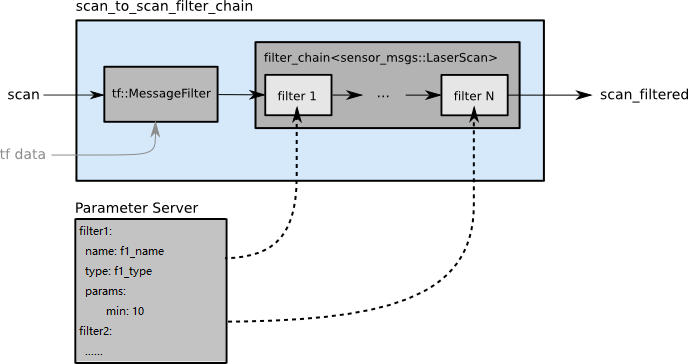 scan_to_scan_filter_chain
filter_chain<sensor_msgs::LaserScan>
scan
tf::MessageFilter
filter 1
...
filter N
scan_filtered
tf data
Parameter Server
filter1:
name: f1_name
type: f1_type
params:
min: 10
filter2:
......